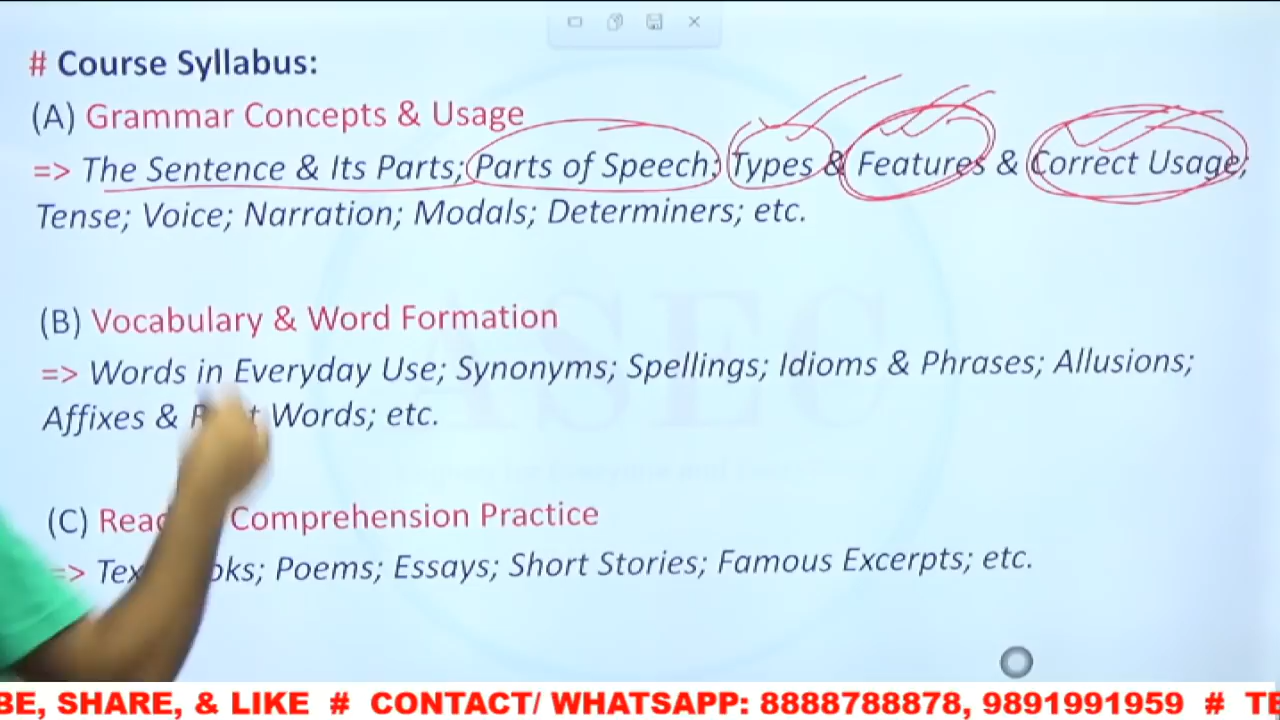 # Course Syllabus:
(A) Grammar Concepts & Usage
=> The Sentence & Its Parts; Parts of Speech; Types & Features & Correct Usage;
Tense; Voice; Narration; Modals; Determiners; etc.
(B) Vocabulary & Word Formation
=> Words in Everyday Use; Synonyms; Spellings; Idioms & Phrases; Allusions;
Affixes & Words; etc.
(C) Comprehension Practice
=> Poems; Essays; Short Stories; Famous Excerpts; etc.
ASEC
BE, SHARE, & LIKE # CONTACT/ WHATSAPP: 8888788878, 9891991959 # TE